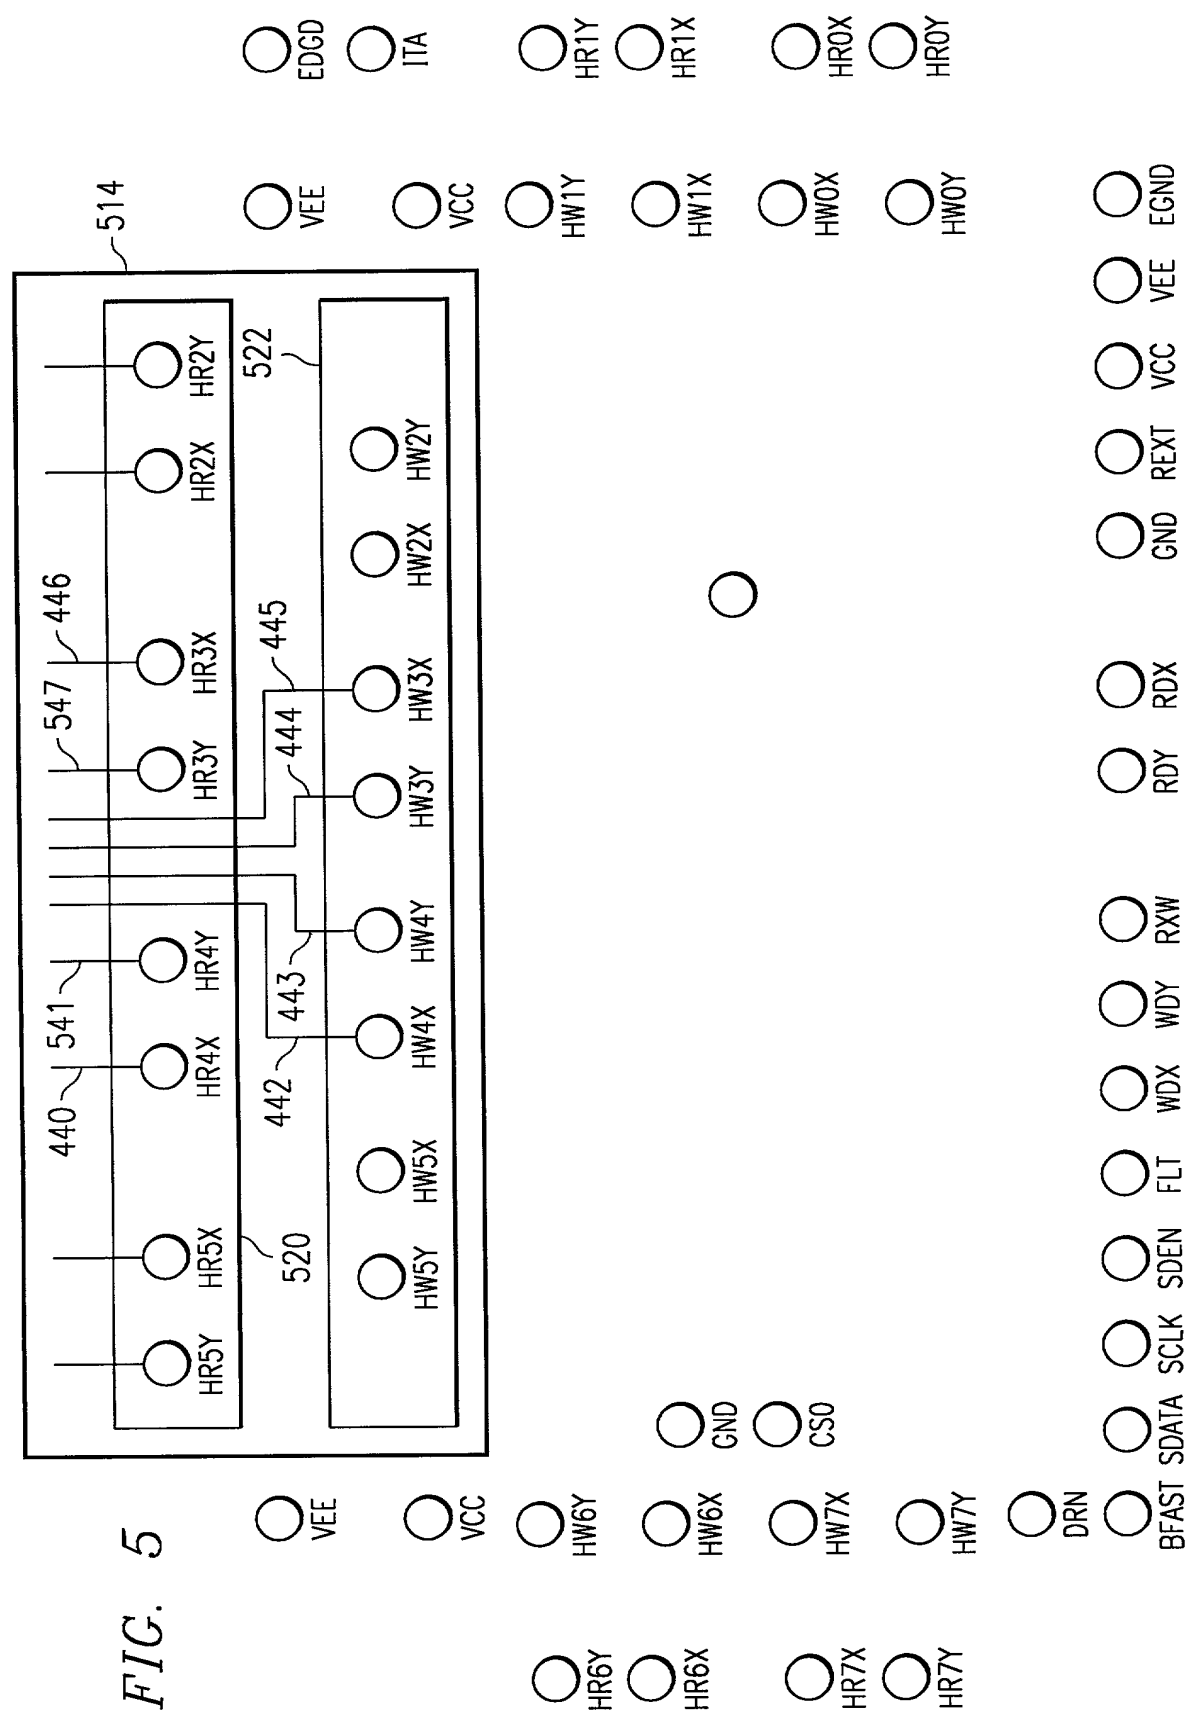 FIG. 5
440 541 547 446 514
HR5Y HR5X HR4X HR4Y HR3Y HR3X HR2X HR2Y
520 442 443 444 445 522
VEE VEE EDGD
HW5Y HW5X HW4X HW4Y HW3Y HW3X HW2X HW2Y ITA
VCC VCC
HR6Y HW6Y HW1Y HR1Y
HR6X HW6X GND HW1X HR1X
HR7X HW7X CS0 HW0X HR0X
HR7Y HW7Y HW0Y HR0Y
DRN
BFAST SDATA SCLK SDEN FLT WDX WDY RXW RDY RDX GND REXT VCC VEE EGND